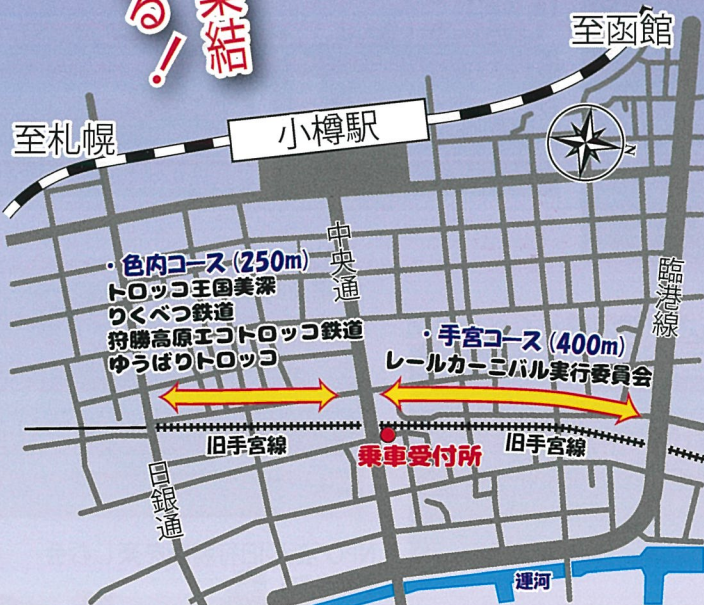 結
る！
至函館
小樽駅
至札幌
N
中央通
臨港線
・色内コース(250m)
トロッコ王国美深
りくべつ鉄道
狩勝高原エコトロッコ鉄道
ゆうばりトロッコ
・手宮コース(400m)
レールカーニバル実行委員会
旧手宮線
乗車受付所
旧手宮線
日銀通
運河